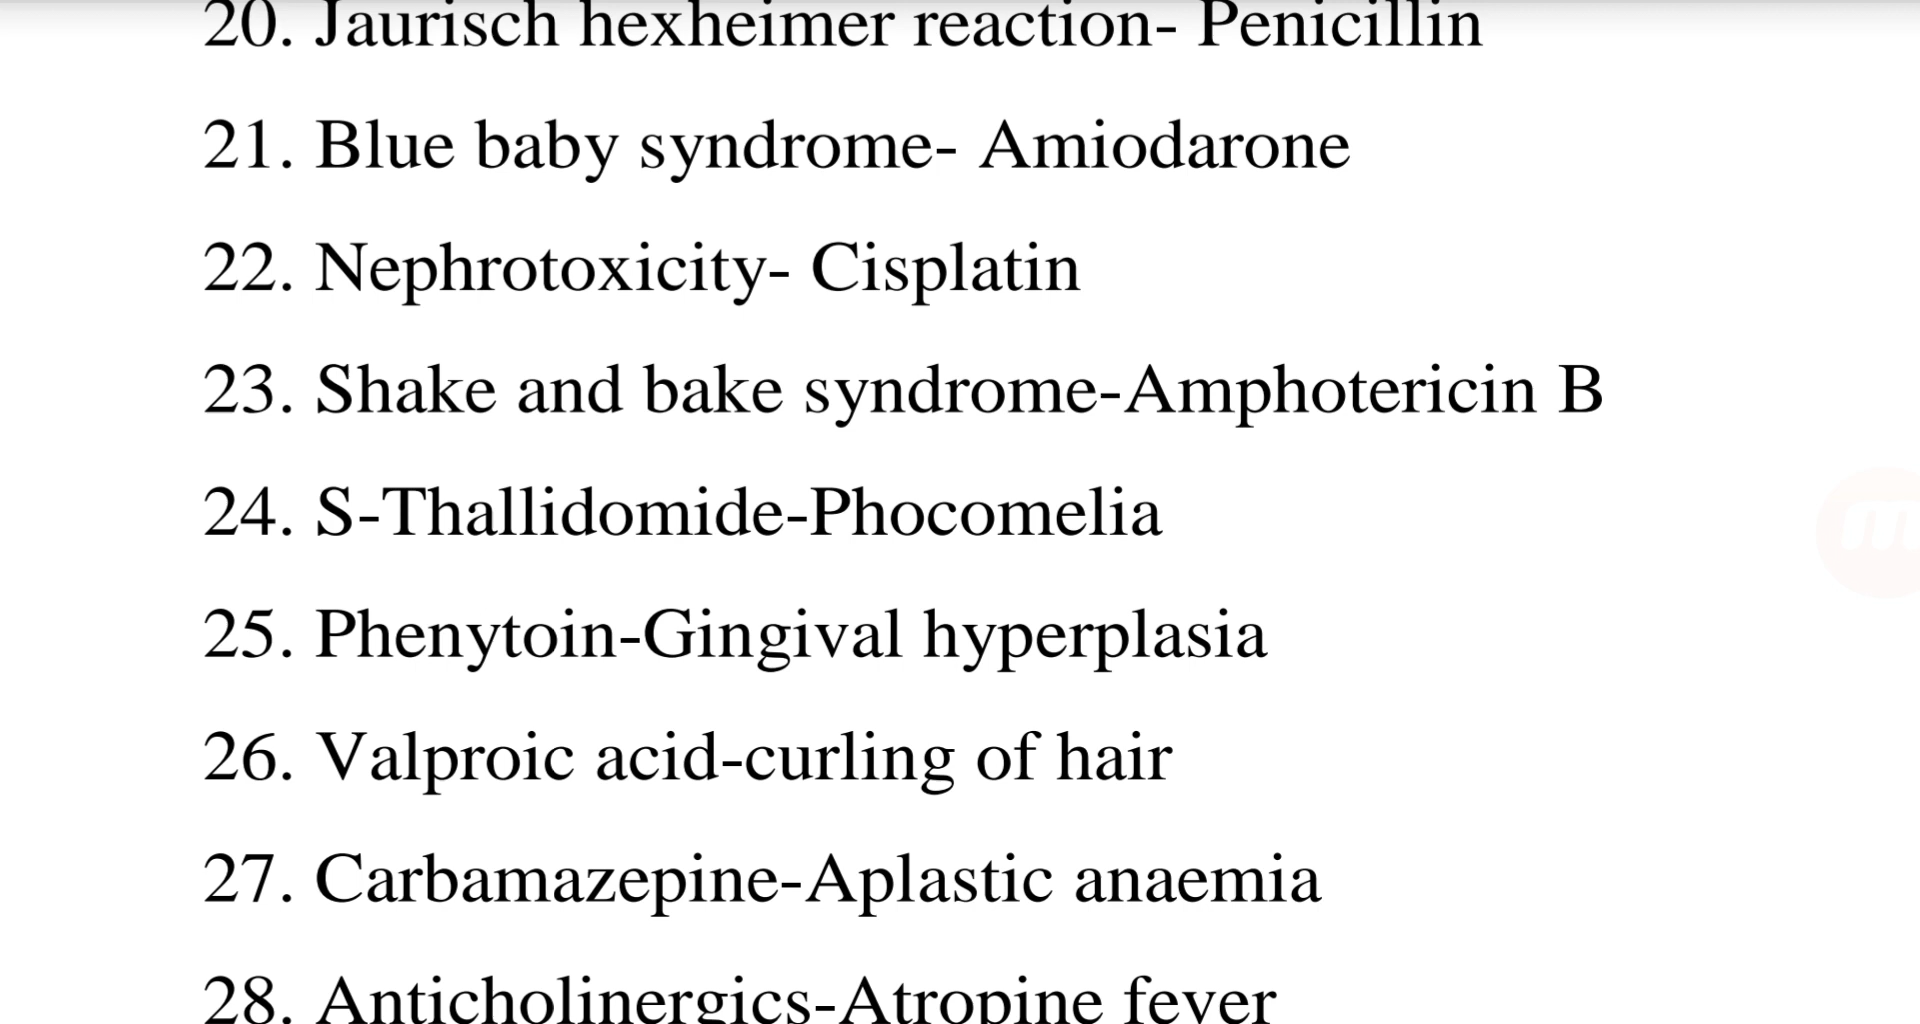 20. Jaurisch hexheimer reaction- Penicillin
21. Blue baby syndrome- Amiodarone
22. Nephrotoxicity- Cisplatin
23. Shake and bake syndrome-Amphotericin B
24. S-Thallidomide-Phocomelia
25. Phenytoin-Gingival hyperplasia
26. Valproic acid-curling of hair
27. Carbamazepine-Aplastic anaemia
28. Anticholinergics-Atropine fever